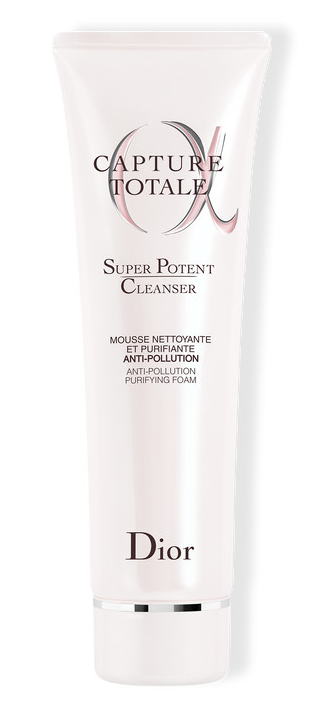 CAPTURE
TOTALE
SUPER POTENT
CLEANSER
MOUSSE NETTOYANTE
ET PURIFIANTE
ANTI-POLLUTION
ANTI-POLLUTION
PURIFYING FOAM
Dior